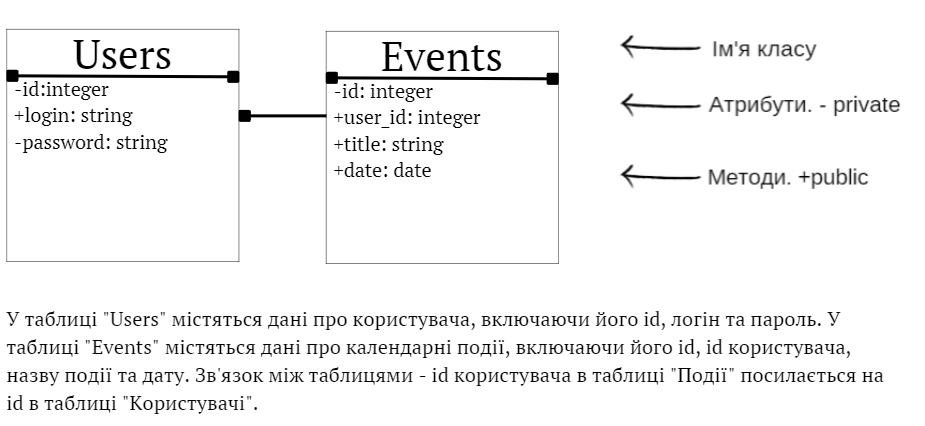 Users
-id:integer
+login: string
-password: string
Events
-id: integer
+user_id: integer
+title: string
+date: date
Ім'я класу
Атрибути. - private
Методи. +public
У таблиці "Users" містяться дані про користувача, включаючи його id, логін та пароль. У
таблиці "Events" містяться дані про календарні події, включаючи його id, id користувача,
назву події та дату. Зв'язок між таблицями - id користувача в таблиці "Події" посилається на
id в таблиці "Користувачі".